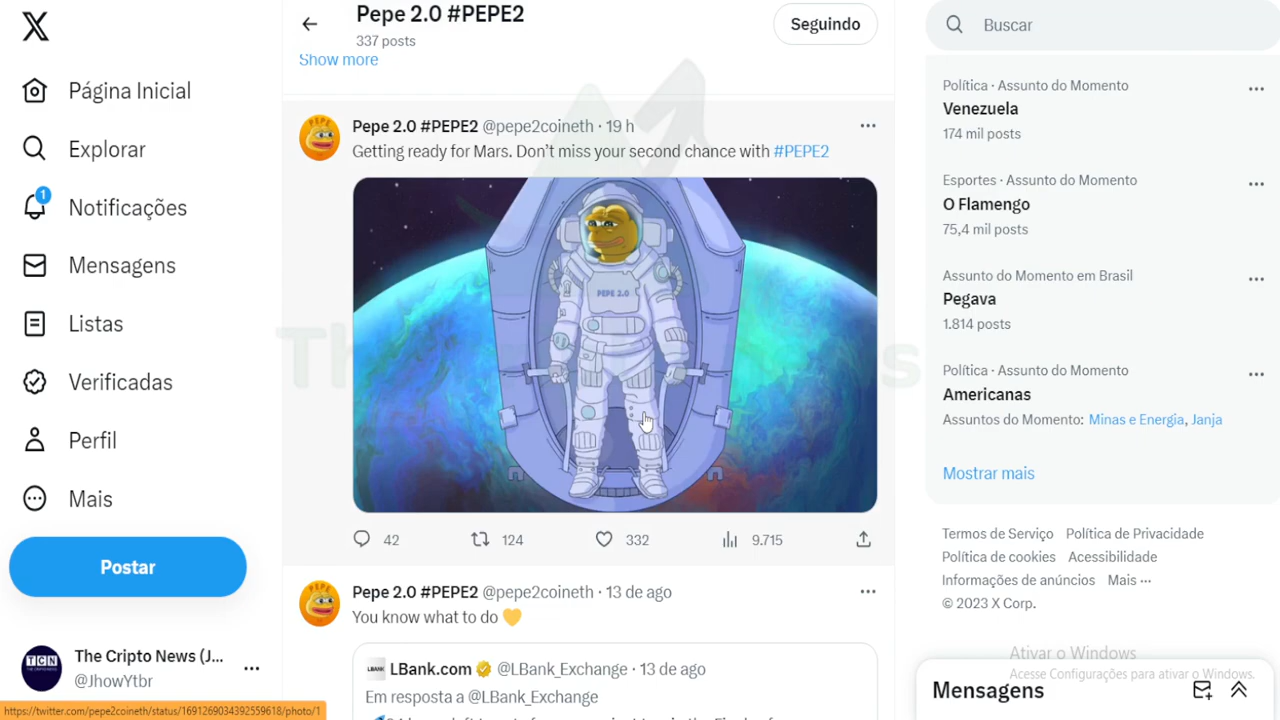 Pepe 2.0 #PEPE2
337 posts
Seguindo
Buscar
Página Inicial
Explorar
1
Notificações
Mensagens
Listas
Verificadas
Perfil
Mais
Postar
The Cripto News (J...
@JhowYtbr
Show more
Pepe 2.0 #PEPE2 @pepe2coineth · 19 h
Getting ready for Mars. Don't miss your second chance with #PEPE2
PEPE 2.0
42 124 332 9.715
Pepe 2.0 #PEPE2 @pepe2coineth · 13 de ago
You know what to do 💛
LBank.com @LBank_Exchange · 13 de ago
Em resposta a @LBank_Exchange
Política · Assunto do Momento
Venezuela
174 mil posts
Esportes · Assunto do Momento
O Flamengo
75,4 mil posts
Assunto do Momento em Brasil
Pegava
1.814 posts
Política · Assunto do Momento
Americanas
Assuntos do Momento: Minas e Energia, Janja
Mostrar mais
Termos de Serviço Política de Privacidade
Política de cookies Acessibilidade
Informações de anúncios Mais ···
© 2023 X Corp.
Ativar o Windows
Acesse Configurações para ativar o Windows.
Mensagens
https://twitter.com/pepe2coineth/status/1691269034392559618/photo/1